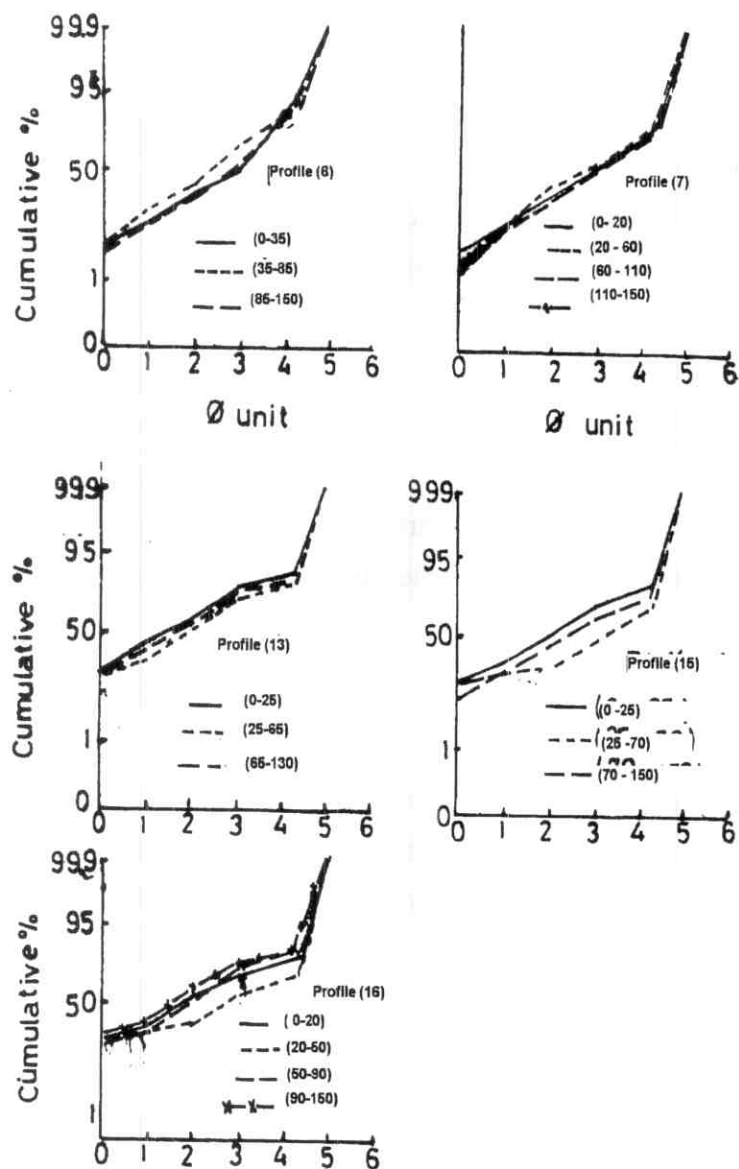 99.9
95
50
1
0
Cumulative %
Profile (6)
(0-35)
(35-85)
(85-150)
0 1 2 3 4 5 6
Ø unit
Profile (7)
(0-20)
(20-60)
(60-110)
(110-150)
0 1 2 3 4 5 6
Ø unit
99.9
95
50
1
0
Cumulative %
Profile (13)
(0-25)
(25-65)
(65-130)
0 1 2 3 4 5 6
99.9
95
50
1
0
Profile (15)
(0-25)
(25-70)
(70-150)
0 1 2 3 4 5 6
99.9
95
50
1
Cumulative %
Profile (16)
(0-20)
(20-50)
(50-90)
(90-150)
0 1 2 3 4 5 6